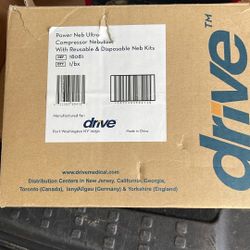 Power Neb Ultra
Compressor Nebulizer
With Reusable & Disposable Neb Kits
REF 18081
QTY 1/bx
Manufactured for:
drive
Port Washington NY 11050
Made in China
drive™
www.drivemedical.com
Distribution Centers in New Jersey, California, Georgia,
Toronto (Canada), Isny/Allgau (Germany) & Yorkshire (England)